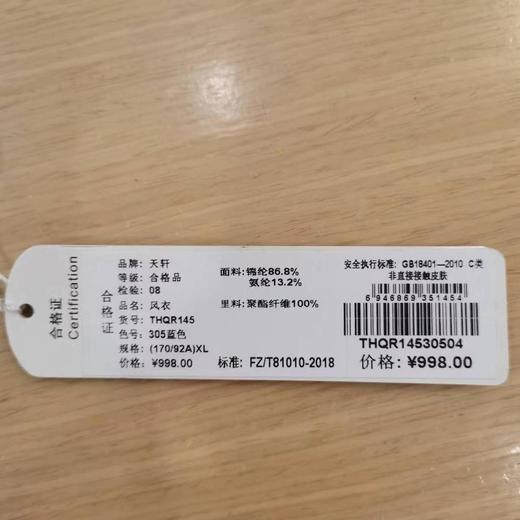 合格证
Certification
合格证
品牌：天轩
等级：合格品
检验：08
品名：风衣
货号：THQR145
色号：305蓝色
规格：(170/92A)XL
价格：¥998.00
面料：锦纶86.8%
氨纶13.2%
里料：聚酯纤维100%
标准：FZ/T81010-2018
安全执行标准：GB18401—2010 C类
非直接接触皮肤
6946869351454
THQR14530504
价格：¥998.00